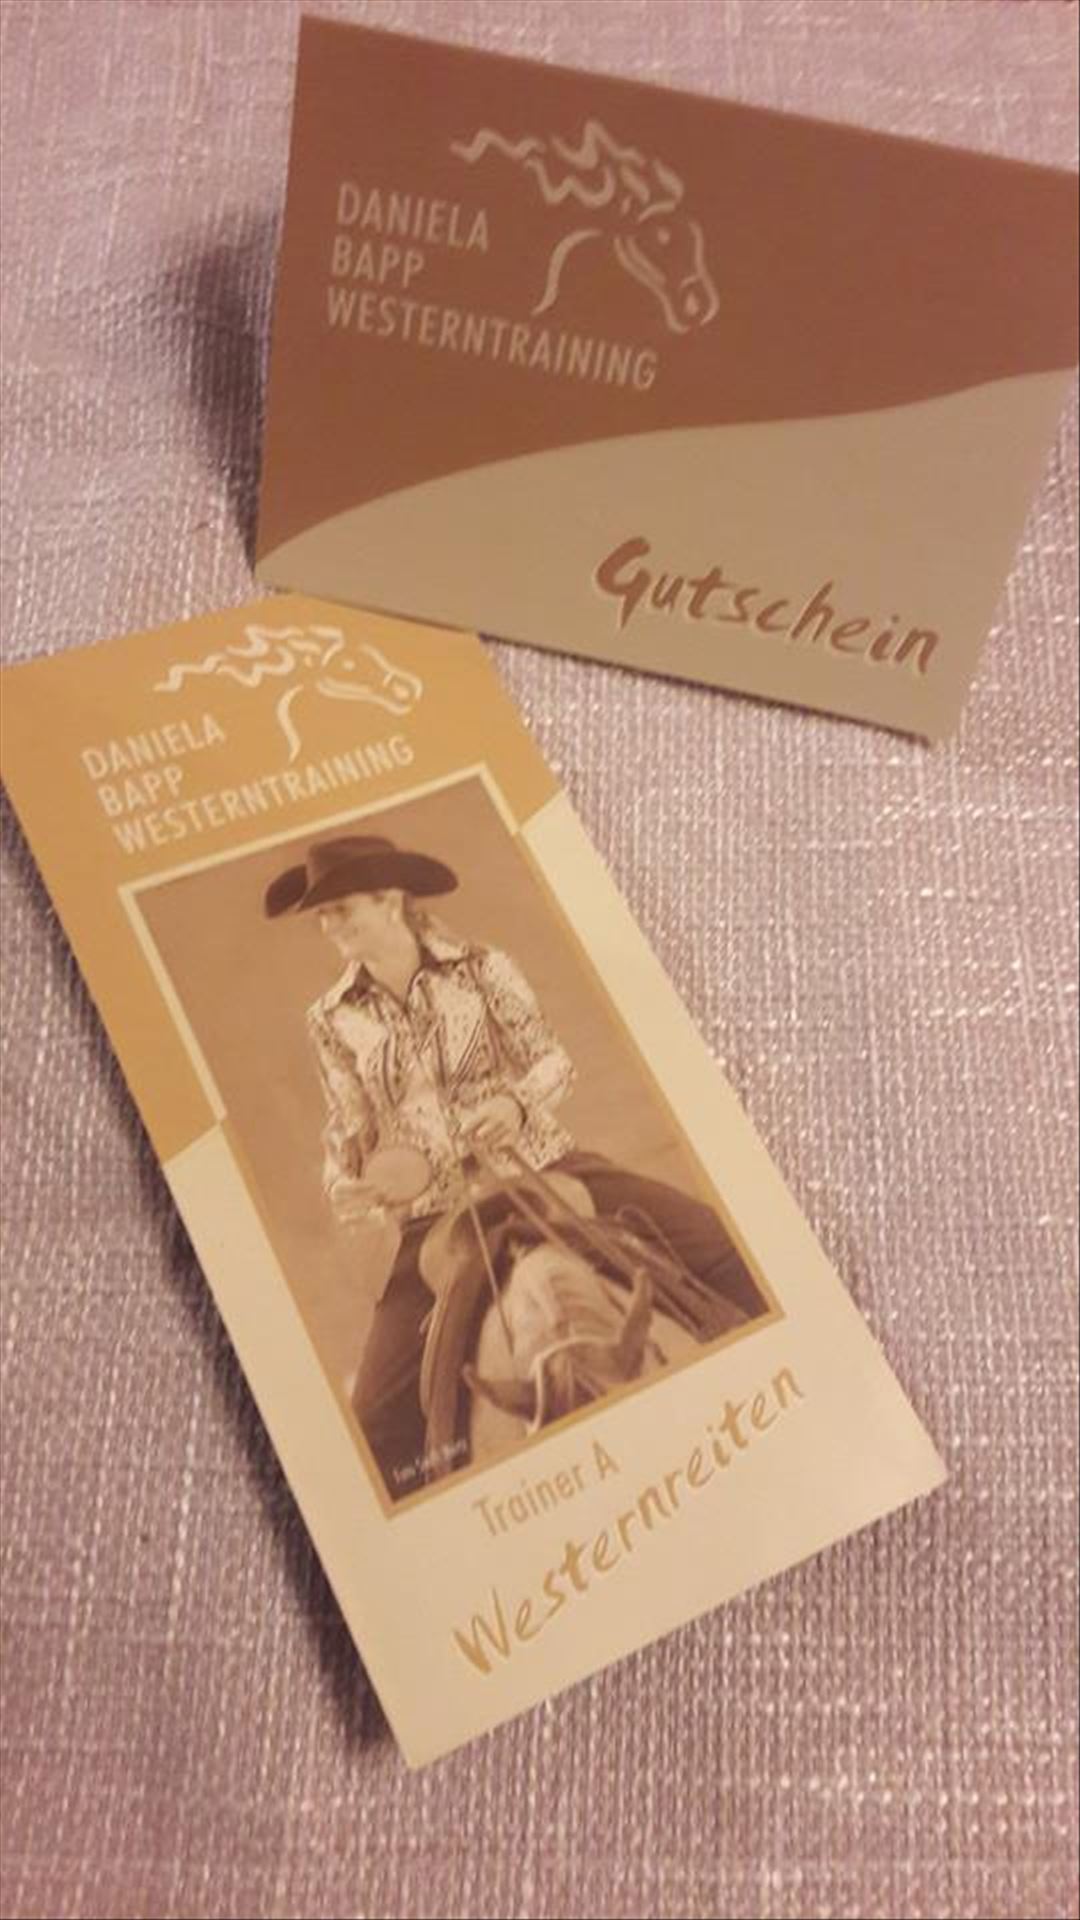 DANIELA
BAPP
WESTERNTRAINING
Gutschein
DANIELA
BAPP
WESTERNTRAINING
Trainer A
Westernreiten